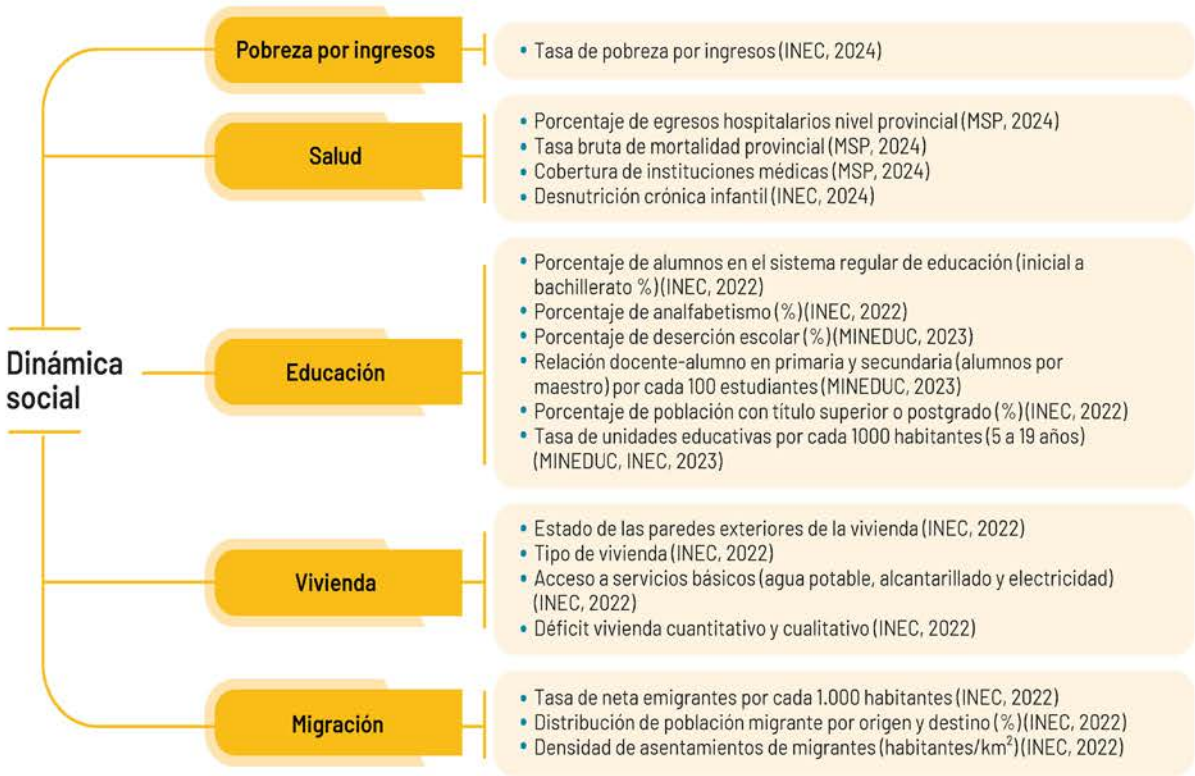 Dinámica
social
Pobreza por ingresos
• Tasa de pobreza por ingresos (INEC, 2024)
Salud
• Porcentaje de egresos hospitalarios nivel provincial (MSP, 2024)
• Tasa bruta de mortalidad provincial (MSP, 2024)
• Cobertura de instituciones médicas (MSP, 2024)
• Desnutrición crónica infantil (INEC, 2024)
Educación
• Porcentaje de alumnos en el sistema regular de educación (inicial a
bachillerato %) (INEC, 2022)
• Porcentaje de analfabetismo (%) (INEC, 2022)
• Porcentaje de deserción escolar (%) (MINEDUC, 2023)
• Relación docente-alumno en primaria y secundaria (alumnos por
maestro) por cada 100 estudiantes (MINEDUC, 2023)
• Porcentaje de población con título superior o postgrado (%) (INEC, 2022)
• Tasa de unidades educativas por cada 1000 habitantes (5 a 19 años)
(MINEDUC, INEC, 2023)
Vivienda
• Estado de las paredes exteriores de la vivienda (INEC, 2022)
• Tipo de vivienda (INEC, 2022)
• Acceso a servicios básicos (agua potable, alcantarillado y electricidad)
(INEC, 2022)
• Déficit vivienda cuantitativo y cualitativo (INEC, 2022)
Migración
• Tasa de neta emigrantes por cada 1.000 habitantes (INEC, 2022)
• Distribución de población migrante por origen y destino (%) (INEC, 2022)
• Densidad de asentamientos de migrantes (habitantes/km²) (INEC, 2022)